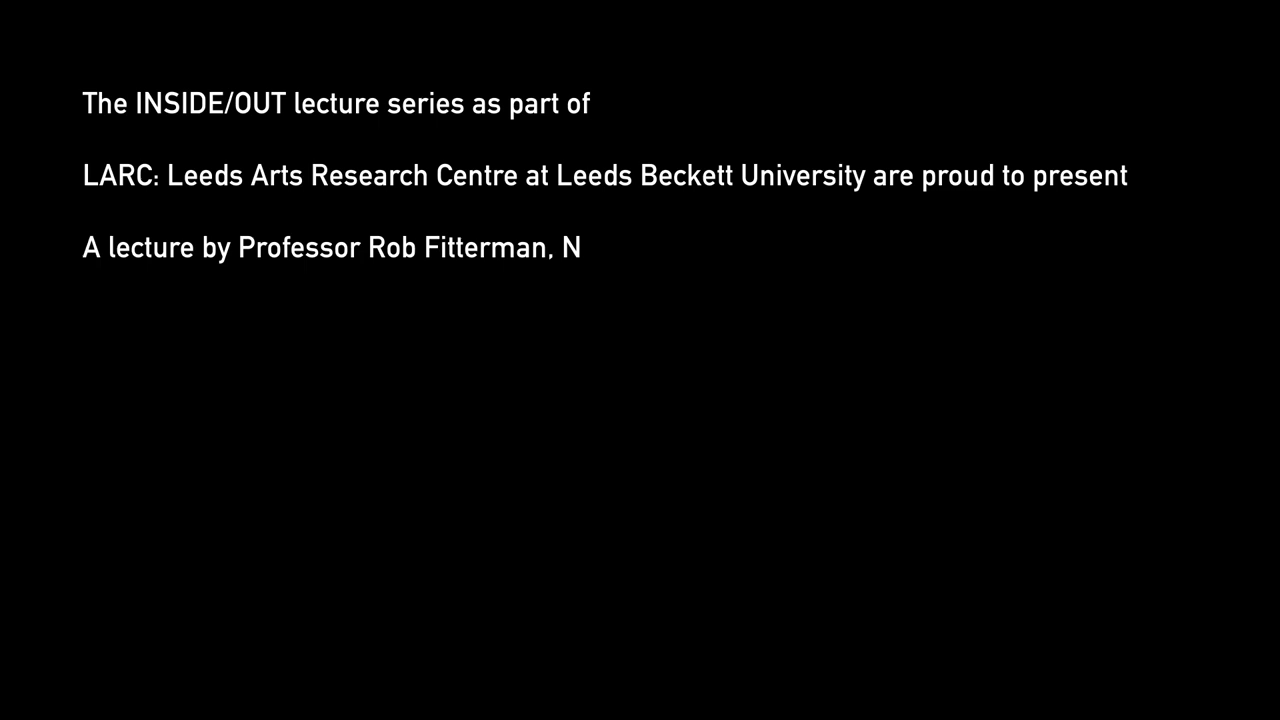 The INSIDE/OUT lecture series as part of
LARC: Leeds Arts Research Centre at Leeds Beckett University are proud to present
A lecture by Professor Rob Fitterman, N